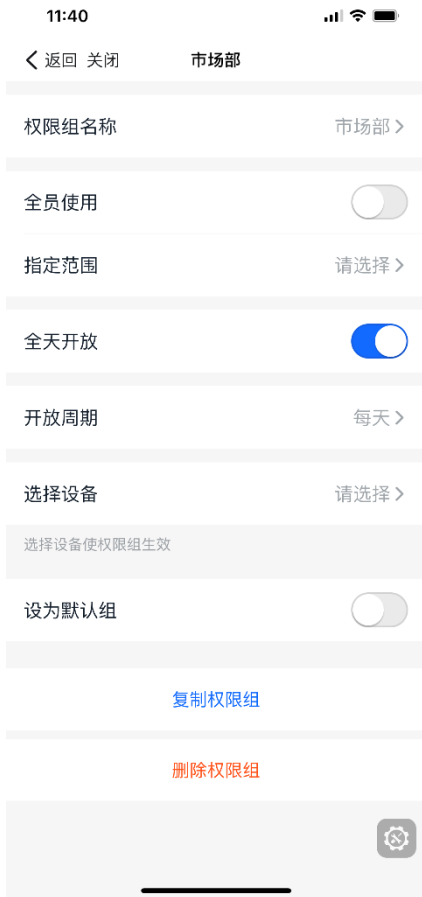 11:40
返回 关闭 市场部
权限组名称 市场部
全员使用
指定范围 请选择
全天开放
开放周期 每天
选择设备 请选择
选择设备使权限组生效
设为默认组
复制权限组
删除权限组